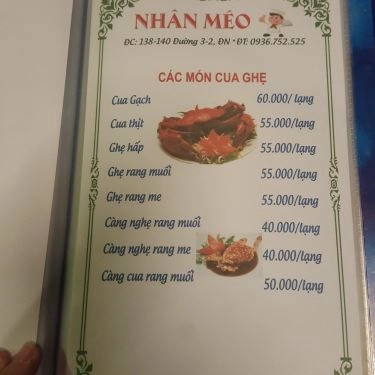 NHÂN MÉO
ĐC: 138-140 Đường 3-2, ĐN * ĐT: 0936.752.525
CÁC MÓN CUA GHẸ
Cua Gạch 60.000/lạng
Cua thịt 55.000/lạng
Ghẹ hấp 55.000/lạng
Ghẹ rang muối 55.000/lạng
Ghẹ rang me 55.000/lạng
Càng nghẹ rang muối 40.000/lạng
Càng nghẹ rang me 40.000/lạng
Càng cua rang muối 50.000/lạng